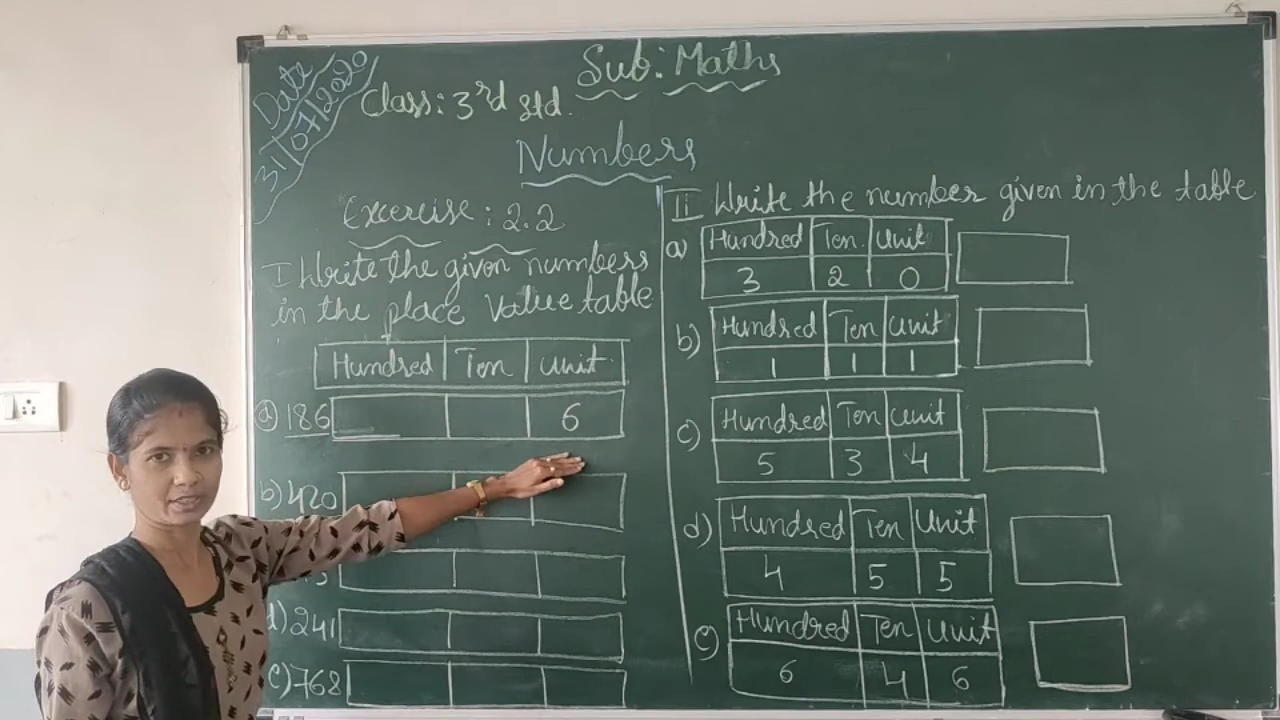 Date
31/07/2020
Sub: Maths
Class: 3rd std.
Numbers
Exercise: 2.2
I Write the given numbers
in the place value table
Hundred Ten Unit
a) 186 6
b) 420
d) 241
e) 768
II Write the number given in the table
a) Hundred Ten Unit
3 2 0
b) Hundred Ten Unit
1 1 1
c) Hundred Ten Unit
5 3 4
d) Hundred Ten Unit
4 5 5
e) Hundred Ten Unit
6 4 6